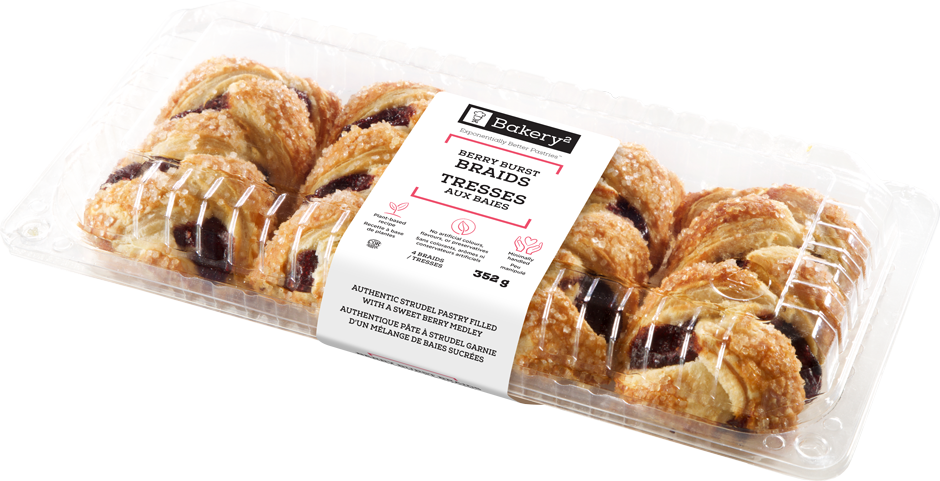 Bakery²
Exponentially Better Pastries™
BERRY BURST
BRAIDS
TRESSES
AUX BAIES
Plant-based
recipe
Recette à base
de plantes
No artificial colours,
flavours, or preservatives
Sans colorants, arômes ni
conservateurs artificiels
Minimally
handled
Peu
manipulé
COR
4 BRAIDS
/ TRESSES
352 g
AUTHENTIC STRUDEL PASTRY FILLED
WITH A SWEET BERRY MEDLEY
AUTHENTIQUE PÂTE À STRUDEL GARNIE
D'UN MÉLANGE DE BAIES SUCRÉES